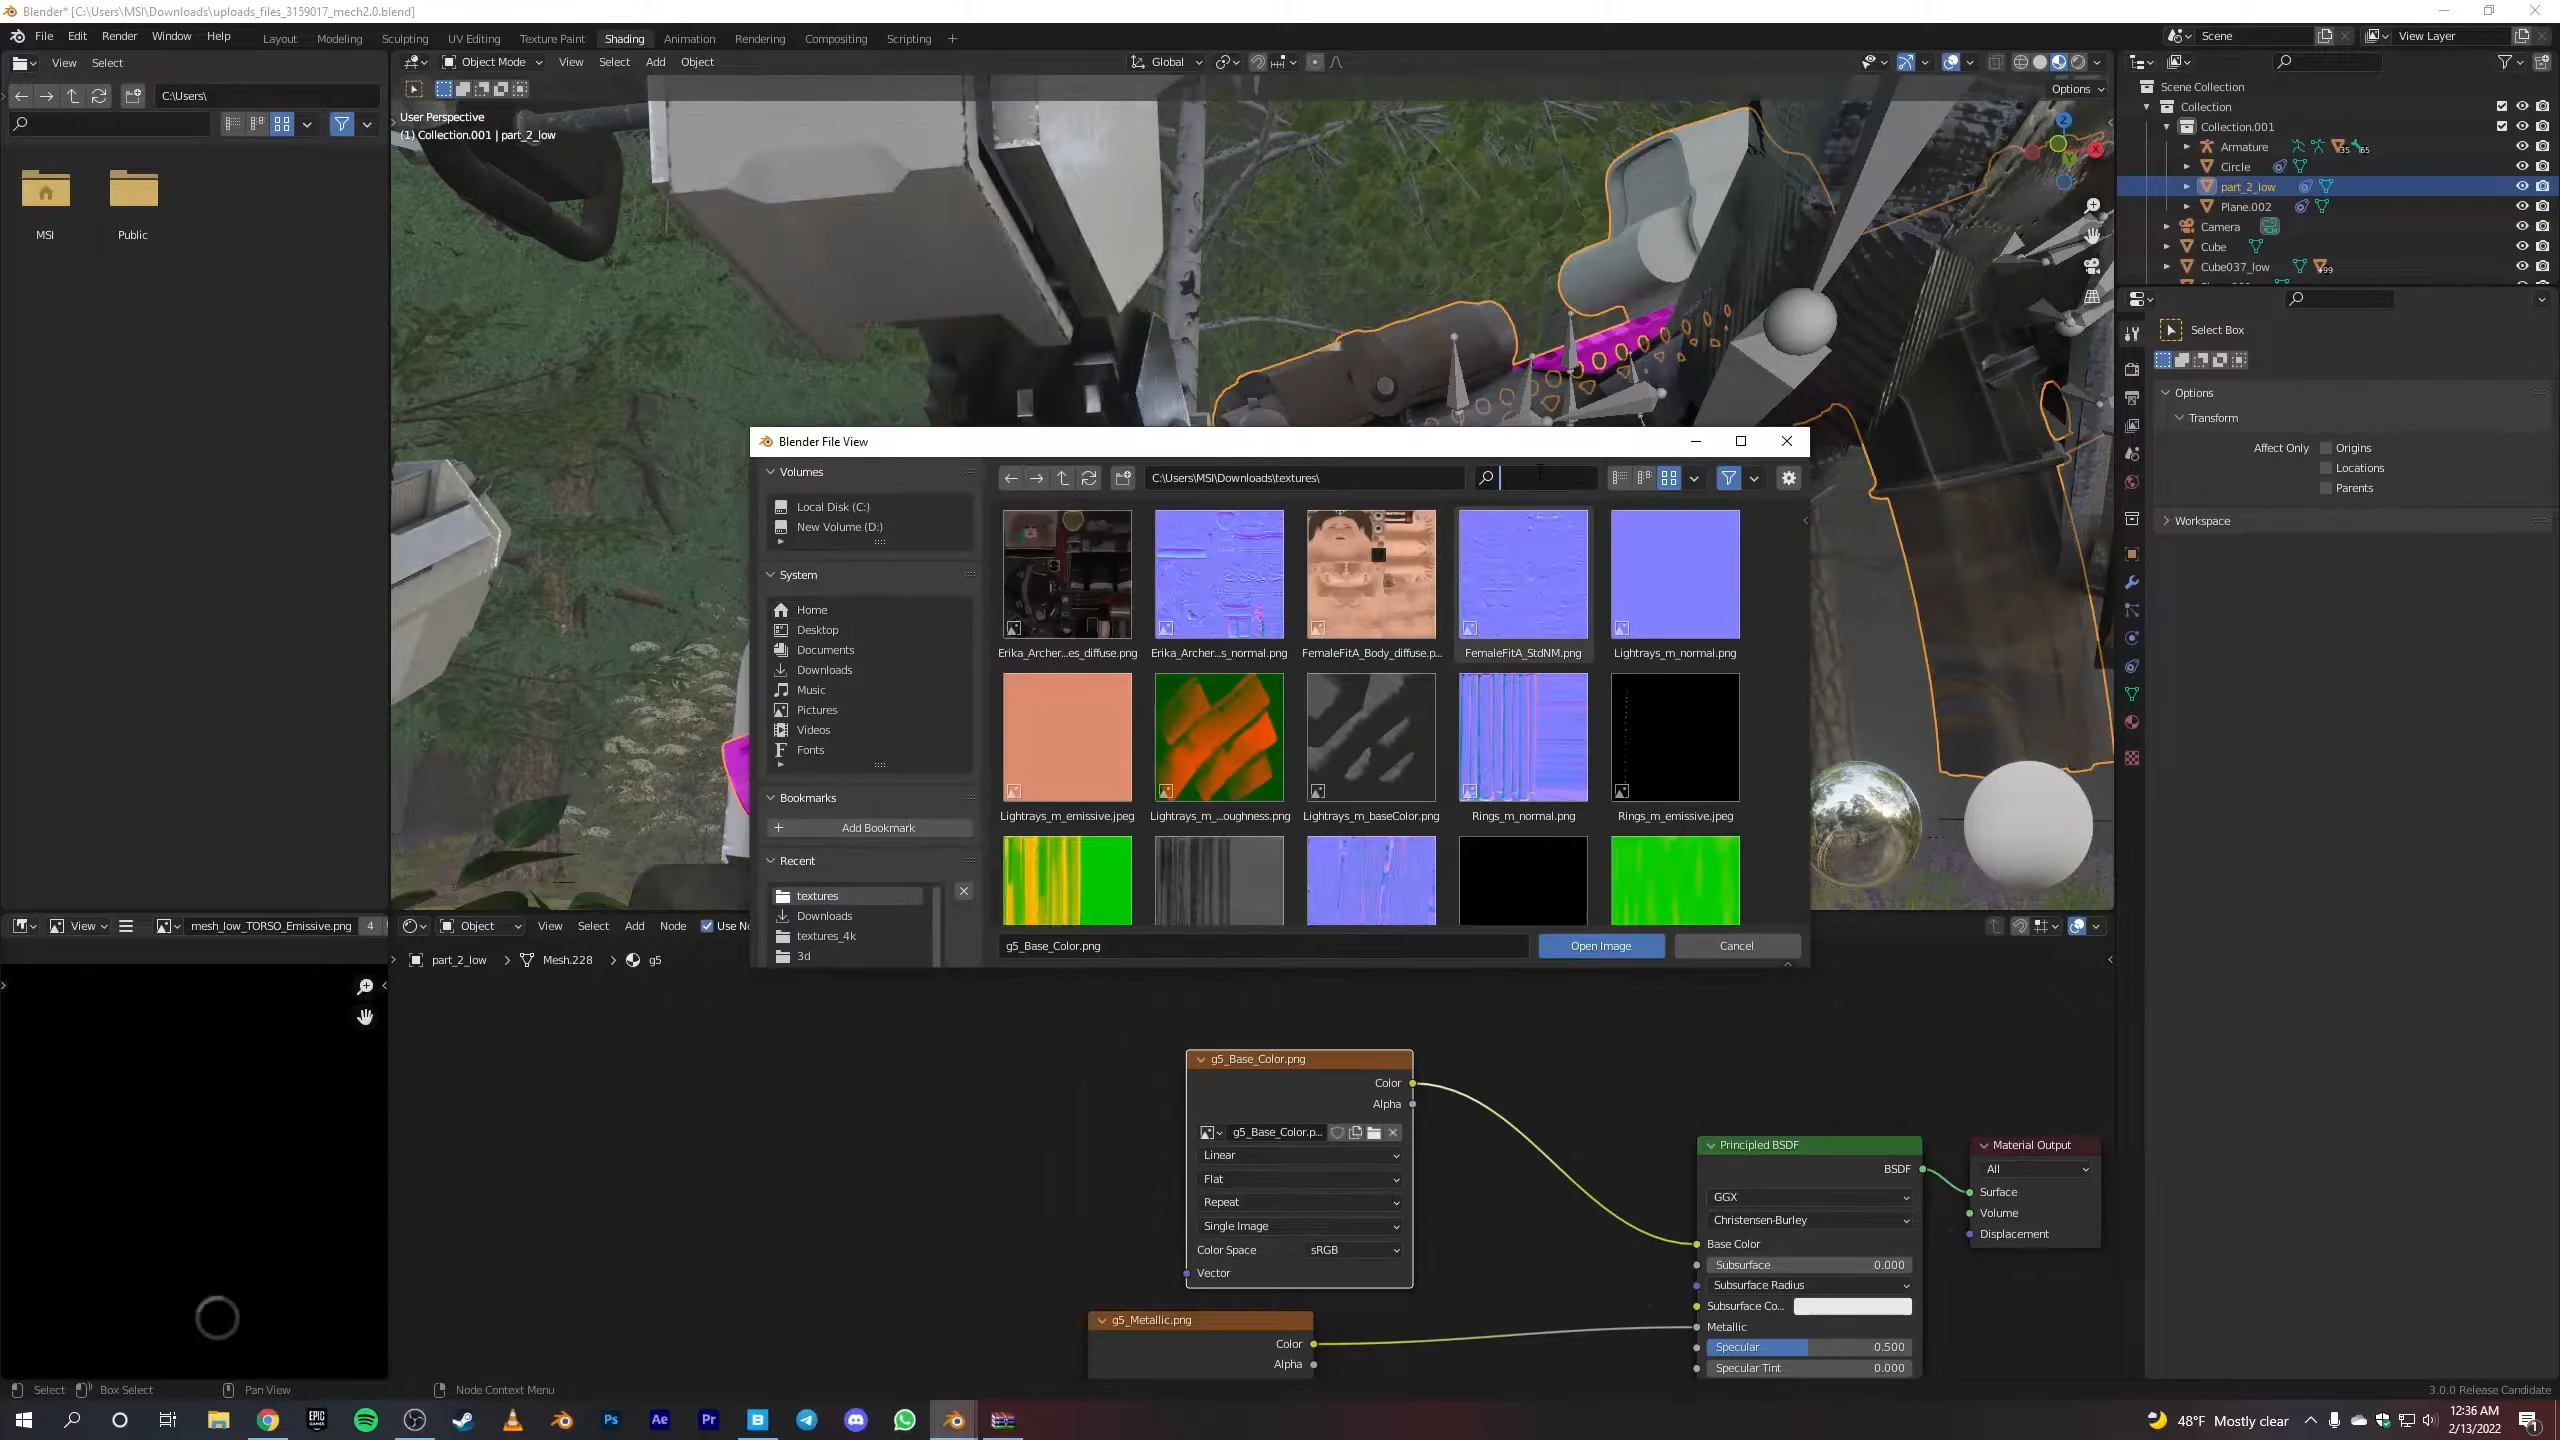 Blender* [C:\Users\MSI\Downloads\uploads_files_3159017_mech2.0.blend]
File Edit Render Window Help Layout Modeling Sculpting UV Editing Texture Paint Shading Animation Rendering Compositing Scripting + Scene View Layer
View Select Object Mode View Select Add Object Global
C:\Users\ Options
User Perspective
(1) Collection.001 | part_2_low
MSI Public
Scene Collection
Collection
Collection.001
Armature 35 65
Circle
part_2_low
Plane.002
Camera
Cube
Cube037_low +99
Select Box
Options
Transform
Affect Only Origins
Locations
Parents
Workspace
Z
X
Y
Blender File View
Volumes
Local Disk (C:)
New Volume (D:)
System
Home
Desktop
Documents
Downloads
Music
Pictures
Videos
Fonts
Bookmarks
Add Bookmark
Recent
textures
Downloads
textures_4k
3d
C:\Users\MSI\Downloads\textures\
Erika_Archer...es_diffuse.png Erika_Archer...s_normal.png FemaleFitA_Body_diffuse.p... FemaleFitA_StdNM.png Lightrays_m_normal.png
Lightrays_m_emissive.jpeg Lightrays_m_...oughness.png Lightrays_m_baseColor.png Rings_m_normal.png Rings_m_emissive.jpeg
g5_Base_Color.png Open Image Cancel
View mesh_low_TORSO_Emissive.png 4 Object View Select Add Node Use No
part_2_low > Mesh.228 > g5
g5_Base_Color.png
Color
Alpha
g5_Base_Color.p...
Linear
Flat
Repeat
Single Image
Color Space sRGB
Vector
g5_Metallic.png
Color
Alpha
Principled BSDF
BSDF
GGX
Christensen-Burley
Base Color
Subsurface 0.000
Subsurface Radius
Subsurface Co...
Metallic
Specular 0.500
Specular Tint 0.000
Material Output
All
Surface
Volume
Displacement
Select Box Select Pan View Node Context Menu 3.0.0 Release Candidate
EPIC GAMES Ps Ae Pr 48°F Mostly clear 12:36 AM
2/13/2022 1